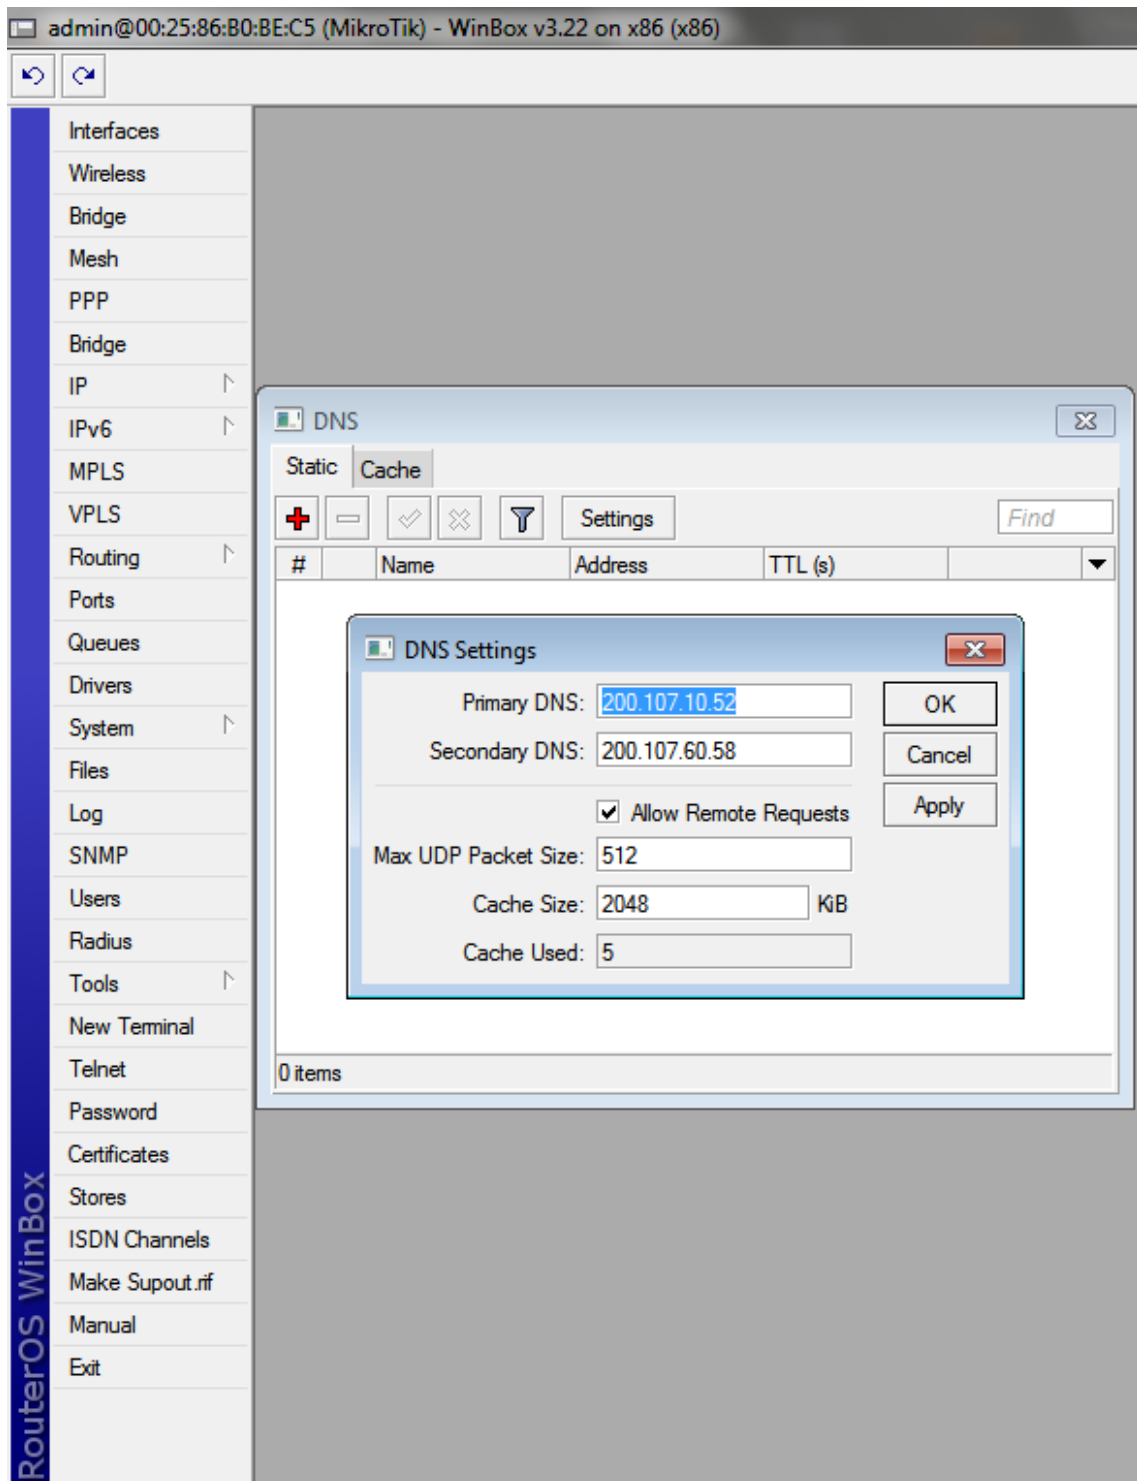 admin@00:25:86:B0:BE:C5 (MikroTik) - WinBox v3.22 on x86 (x86)
Interfaces
Wireless
Bridge
Mesh
PPP
Bridge
IP
IPv6
MPLS
VPLS
Routing
Ports
Queues
Drivers
System
Files
Log
SNMP
Users
Radius
Tools
New Terminal
Telnet
Password
Certificates
Stores
ISDN Channels
Make Supout.rif
Manual
Exit
RouterOS WinBox
DNS
Static Cache
Settings Find
# Name Address TTL (s)
DNS Settings
Primary DNS: 200.107.10.52 OK
Secondary DNS: 200.107.60.58 Cancel
Allow Remote Requests Apply
Max UDP Packet Size: 512
Cache Size: 2048 KiB
Cache Used: 5
0 items